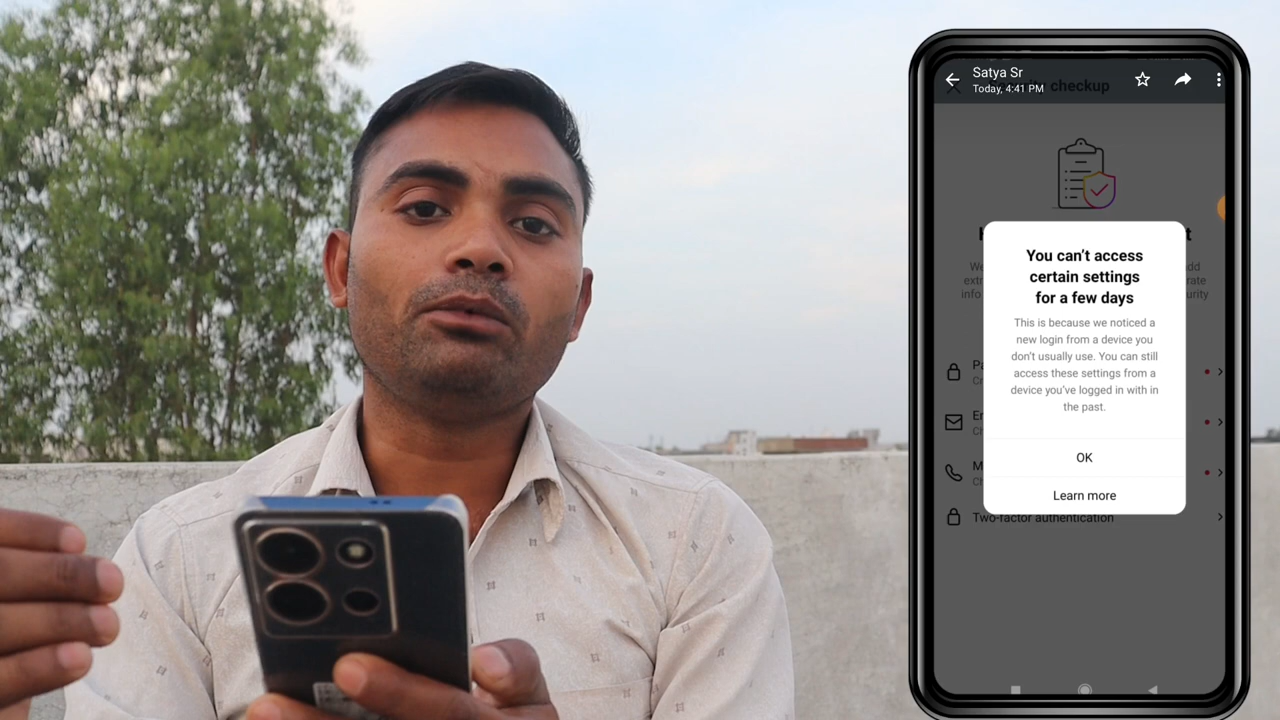 Satya Sr
Today, 4:41 PM
checkup
You can't access
certain settings
for a few days
This is because we noticed a
new login from a device you
don't usually use. You can still
access these settings from a
device you've logged in with in
the past.
OK
Learn more
Two-factor authentication